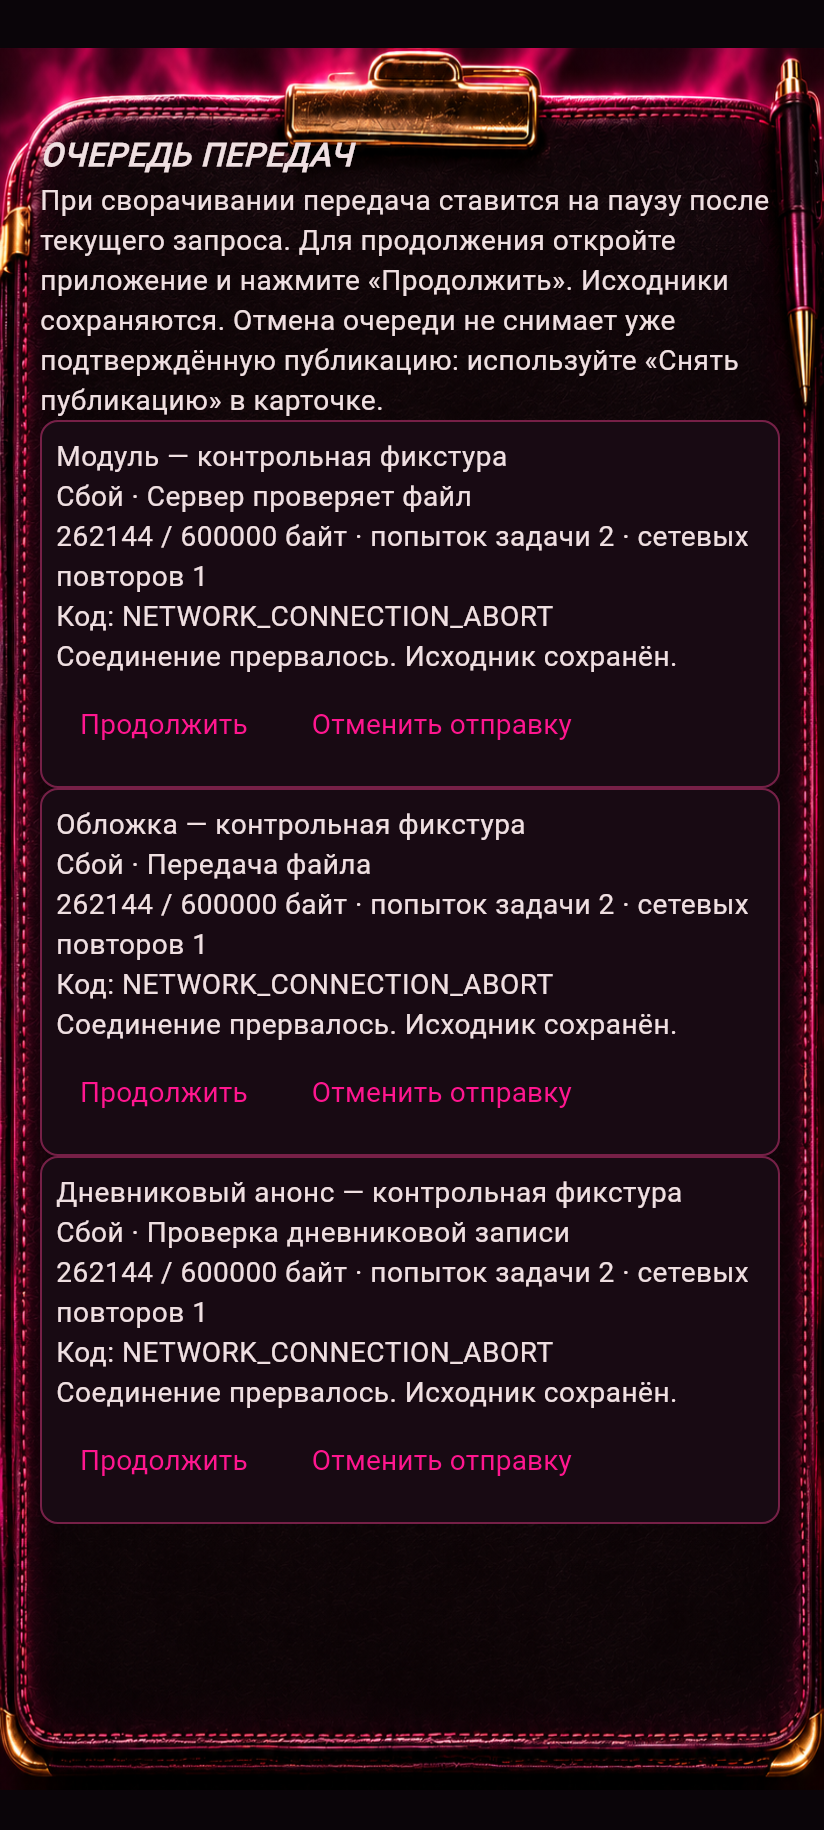 ОЧЕРЕДЬ ПЕРЕДАЧ
При сворачивании передача ставится на паузу после
текущего запроса. Для продолжения откройте
приложение и нажмите «Продолжить». Исходники
сохраняются. Отмена очереди не снимает уже
подтверждённую публикацию: используйте «Снять
публикацию» в карточке.
Модуль — контрольная фикстура
Сбой · Сервер проверяет файл
262144 / 600000 байт · попыток задачи 2 · сетевых
повторов 1
Код: NETWORK_CONNECTION_ABORT
Соединение прервалось. Исходник сохранён.
Продолжить Отменить отправку
Обложка — контрольная фикстура
Сбой · Передача файла
262144 / 600000 байт · попыток задачи 2 · сетевых
повторов 1
Код: NETWORK_CONNECTION_ABORT
Соединение прервалось. Исходник сохранён.
Продолжить Отменить отправку
Дневниковый анонс — контрольная фикстура
Сбой · Проверка дневниковой записи
262144 / 600000 байт · попыток задачи 2 · сетевых
повторов 1
Код: NETWORK_CONNECTION_ABORT
Соединение прервалось. Исходник сохранён.
Продолжить Отменить отправку